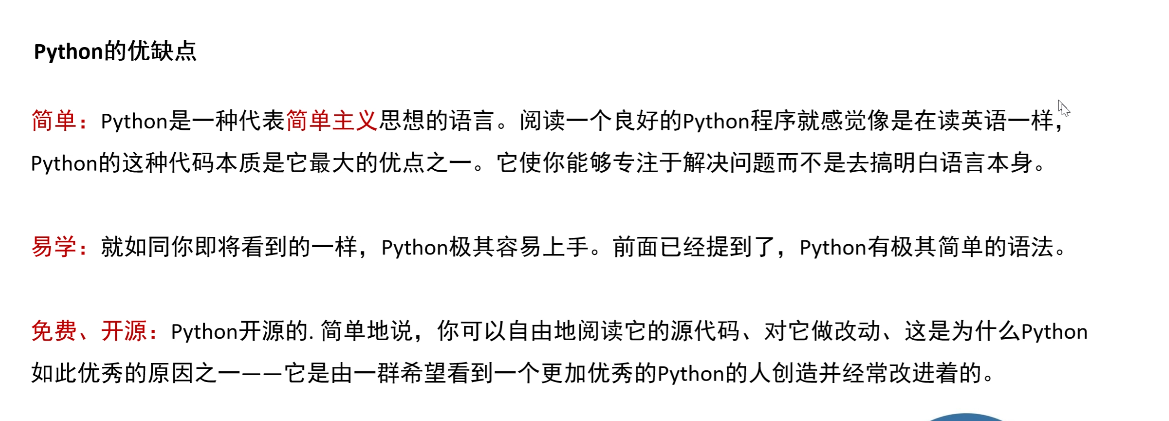 Python的优缺点
简单：Python是一种代表简单主义思想的语言。阅读一个良好的Python程序就感觉像是在读英语一样，
Python的这种代码本质是它最大的优点之一。它使你能够专注于解决问题而不是去搞明白语言本身。
易学：就如同你即将看到的一样，Python极其容易上手。前面已经提到了，Python有极其简单的语法。
免费、开源：Python开源的. 简单地说，你可以自由地阅读它的源代码、对它做改动、这是为什么Python
如此优秀的原因之一——它是由一群希望看到一个更加优秀的Python的人创造并经常改进着的。